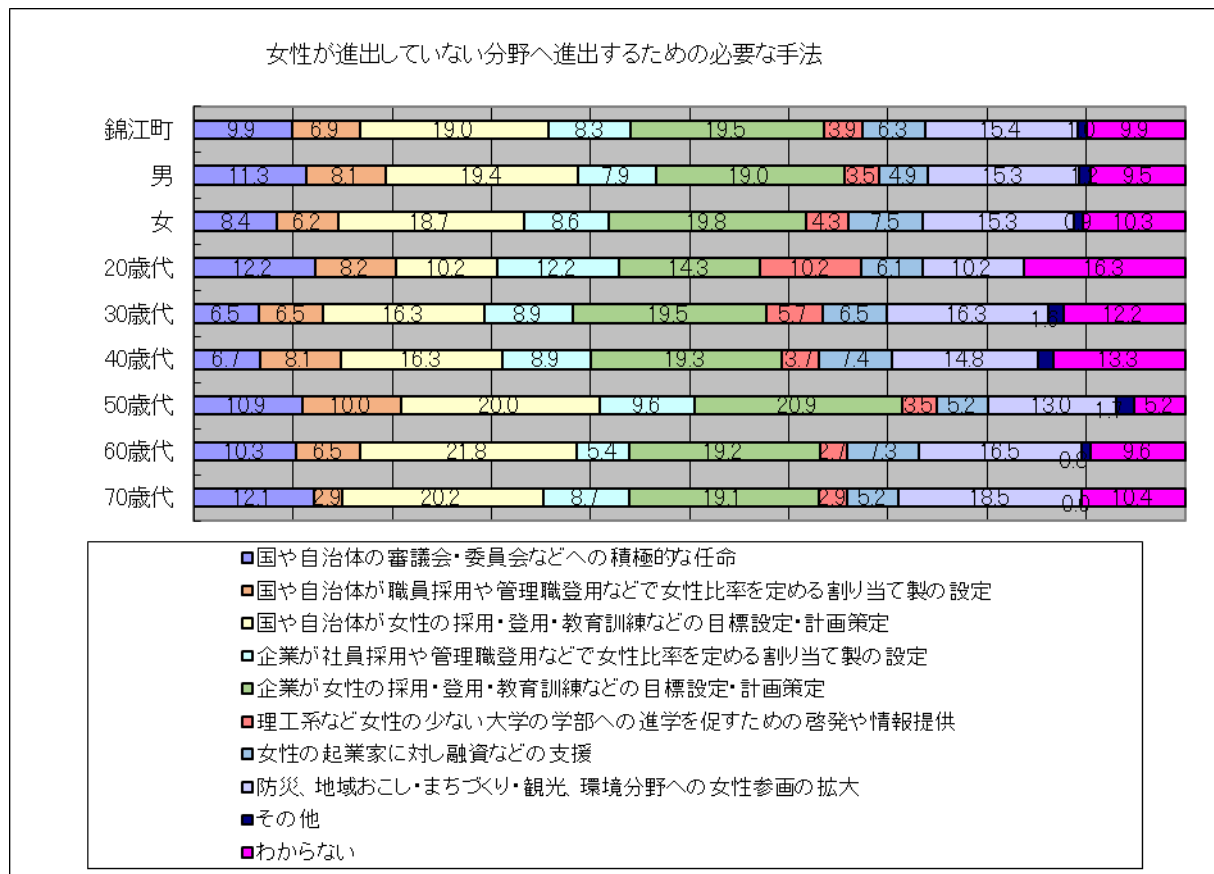 女性が進出していない分野へ進出するための必要な手法
錦江町 9.9 6.9 19.0 8.3 19.5 3.9 6.3 15.4 1.0 9.9
男 11.3 8.1 19.4 7.9 19.0 3.5 4.9 15.3 1.2 9.5
女 8.4 6.2 18.7 8.6 19.8 4.3 7.5 15.3 0.9 10.3
20歳代 12.2 8.2 10.2 12.2 14.3 10.2 6.1 10.2 16.3
30歳代 6.5 6.5 16.3 8.9 19.5 5.7 6.5 16.3 1.6 12.2
40歳代 6.7 8.1 16.3 8.9 19.3 3.7 7.4 14.8 13.3
50歳代 10.9 10.0 20.0 9.6 20.9 3.5 5.2 13.0 1.7 5.2
60歳代 10.3 6.5 21.8 5.4 19.2 2.7 7.3 16.5 9.6
70歳代 12.1 2.9 20.2 8.7 19.1 2.9 5.2 18.5 0.0 10.4
国や自治体の審議会・委員会などへの積極的な任命
国や自治体が職員採用や管理職登用などで女性比率を定める割り当て製の設定
国や自治体が女性の採用・登用・教育訓練などの目標設定・計画策定
企業が社員採用や管理職登用などで女性比率を定める割り当て製の設定
企業が女性の採用・登用・教育訓練などの目標設定・計画策定
理工系など女性の少ない大学の学部への進学を促すための啓発や情報提供
女性の起業家に対し融資などの支援
防災、地域おこし・まちづくり・観光、環境分野への女性参画の拡大
その他
わからない